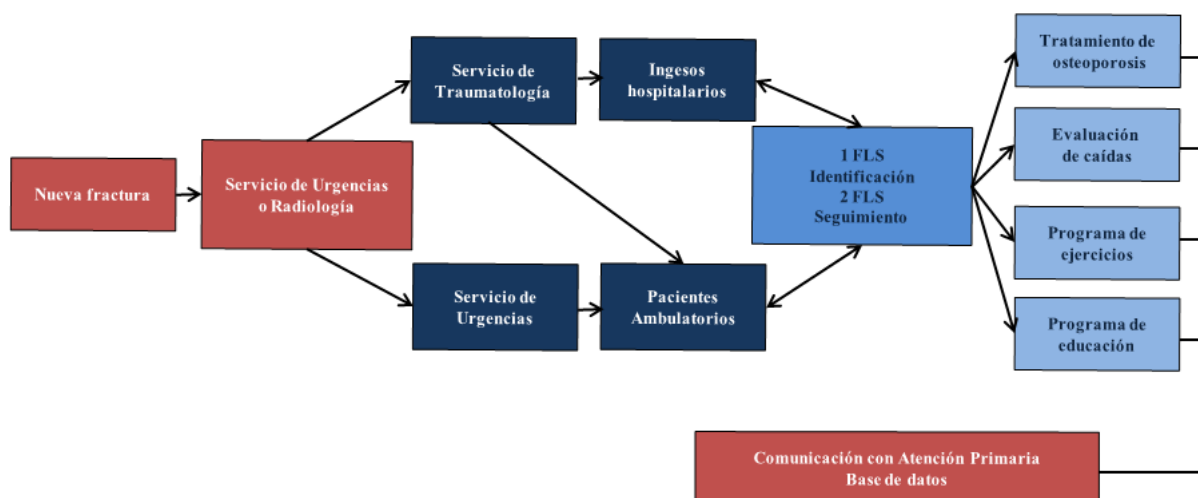 Nueva fractura
Servicio de Urgencias
o Radiología
Servicio de
Traumatología
Ingesos
hospitalarios
Servicio de
Urgencias
Pacientes
Ambulatorios
1 FLS
Identificación
2 FLS
Seguimiento
Tratamiento de
osteoporosis
Evaluación
de caídas
Programa de
ejercicios
Programa de
educación
Comunicación con Atención Primaria
Base de datos